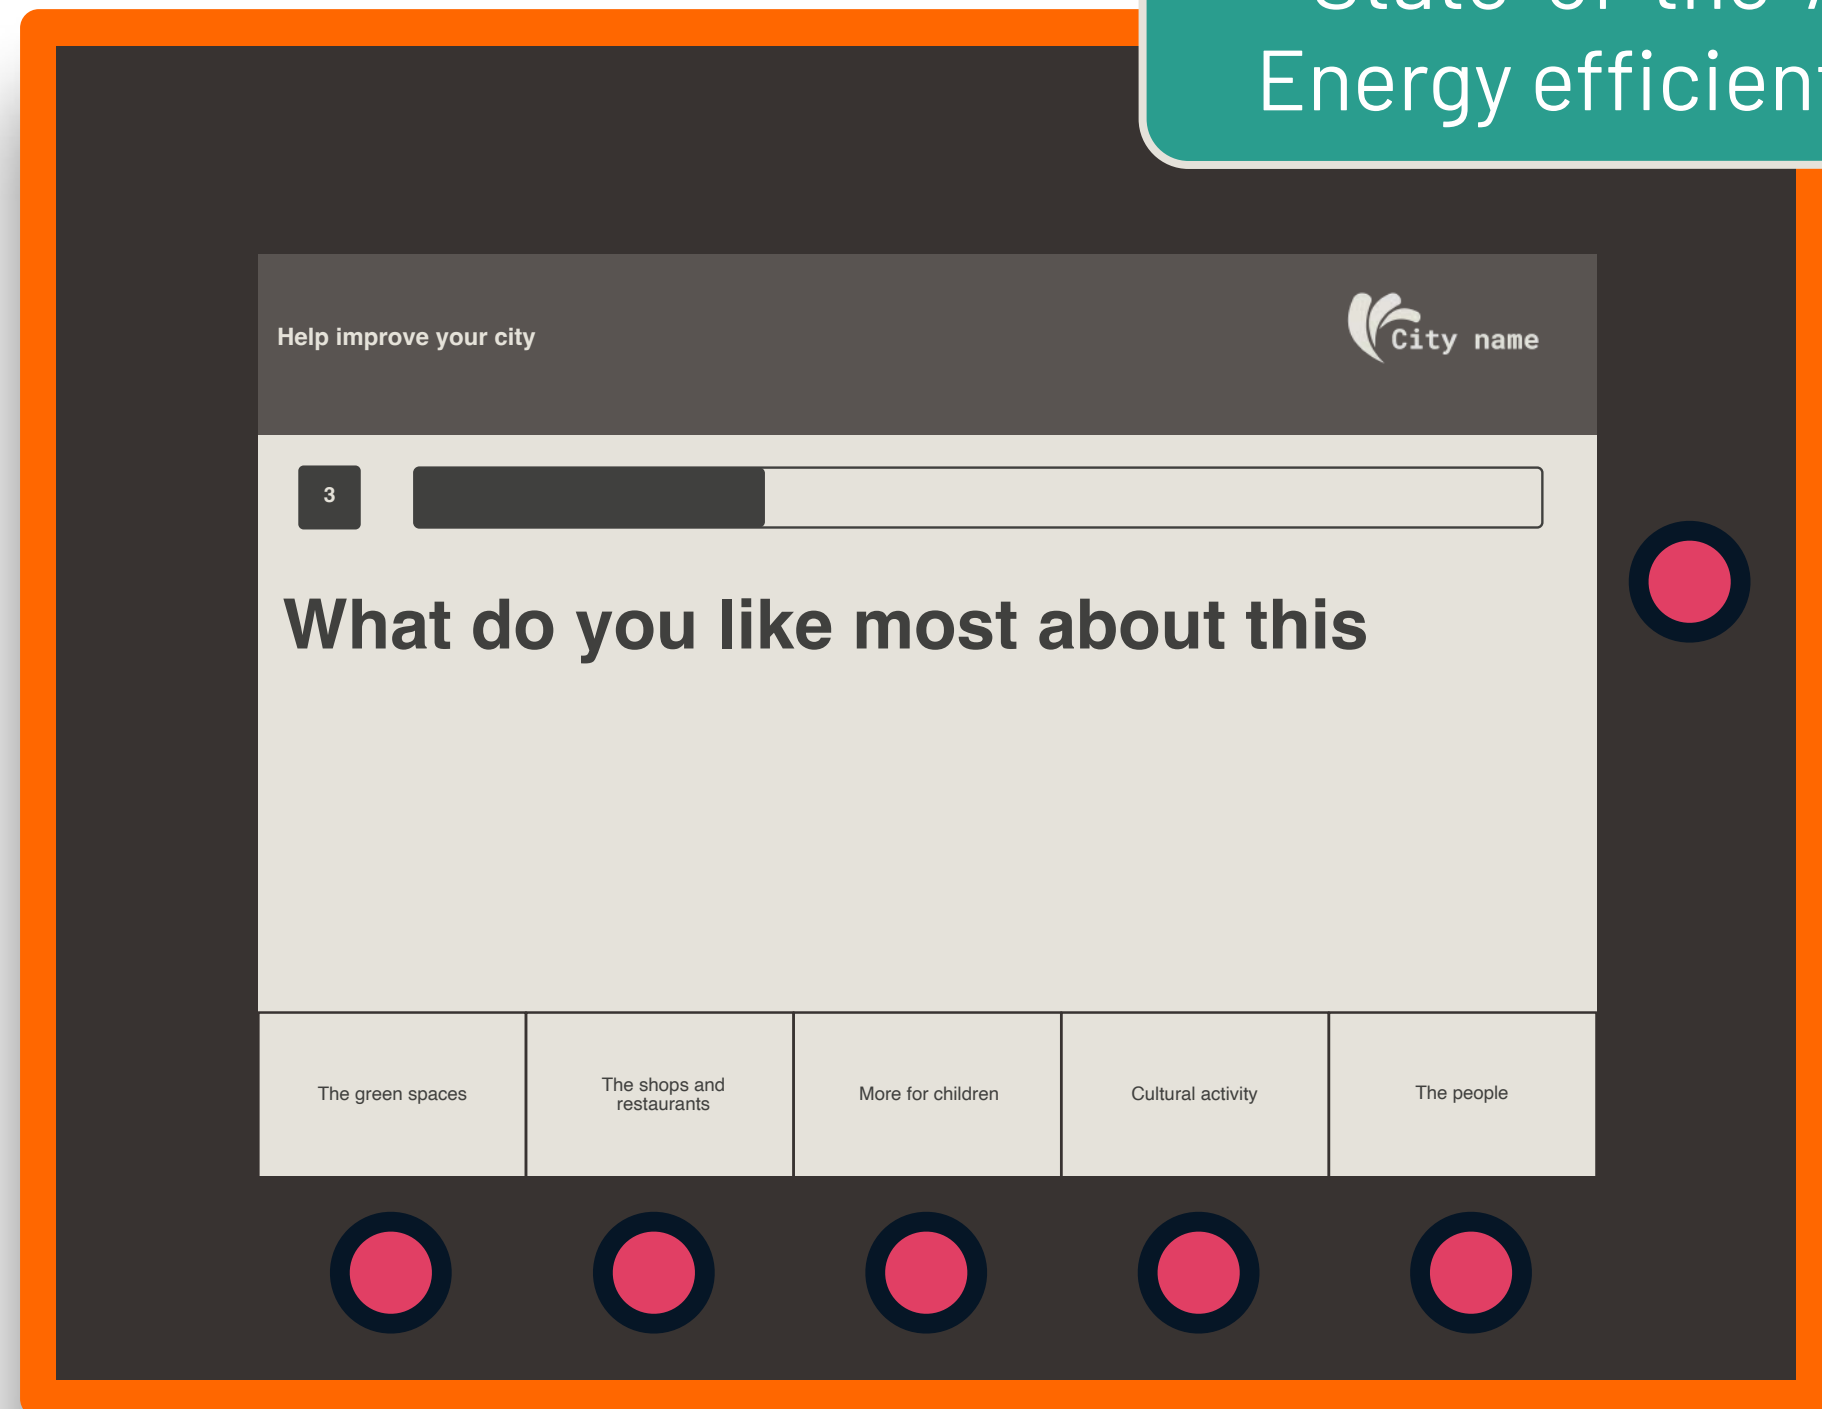 Energy efficient
Help improve your city
City name
3
What do you like most about this
The green spaces
The shops and
restaurants
More for children
Cultural activity
The people